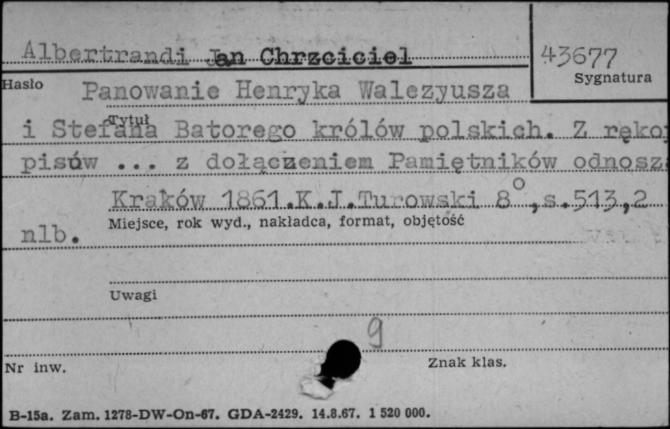 Albertrandi Jan Chrzciciel
43677
Sygnatura
Hasło
Panowanie Henryka Walezyusza
Tytuł
i Stefana Batorego królów polskich. Z ręko
pisów ... z dołączeniem Pamiętników odnosz
Kraków 1861.K.J.Turowski 8°,s.513,2
Miejsce, rok wyd., nakładca, format, objętość
nlb.
Uwagi
9
Nr inw.
Znak klas.
B-15a. Zam. 1278-DW-On-67. GDA-2429. 14.8.67. 1 520 000.